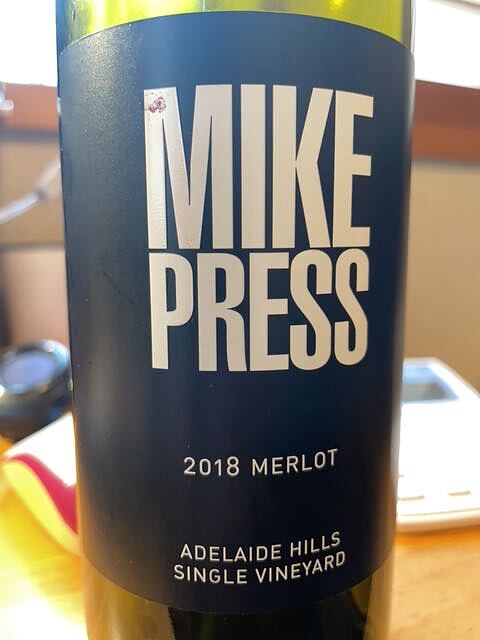 MIKE
PRESS
2018 MERLOT
ADELAIDE HILLS
SINGLE VINEYARD